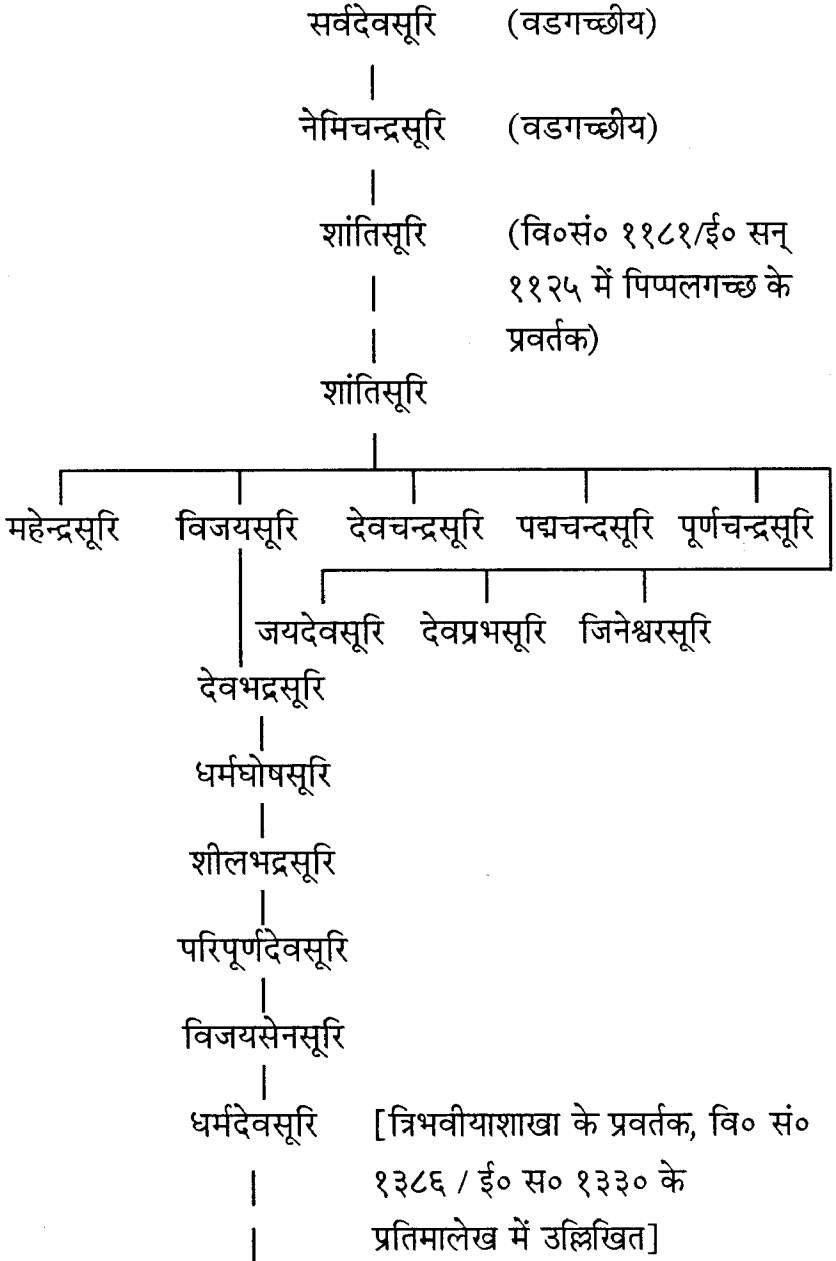 सर्वदेवसूरि (वडगच्छीय)
नेमिचन्द्रसूरि (वडगच्छीय)
शांतिसूरि (वि०सं० ११८१/ई० सन्
११२५ में पिप्पलगच्छ के
प्रवर्तक)
शांतिसूरि
महेन्द्रसूरि विजयसूरि देवचन्द्रसूरि पद्मचन्दसूरि पूर्णचन्द्रसूरि
जयदेवसूरि देवप्रभसूरि जिनेश्वरसूरि
देवभद्रसूरि
धर्मघोषसूरि
शीलभद्रसूरि
परिपूर्णदेवसूरि
विजयसेनसूरि
धर्मदेवसूरि [त्रिभवीयाशाखा के प्रवर्तक, वि० सं०
१३८६ / ई० स० १३३० के
प्रतिमालेख में उल्लिखित]